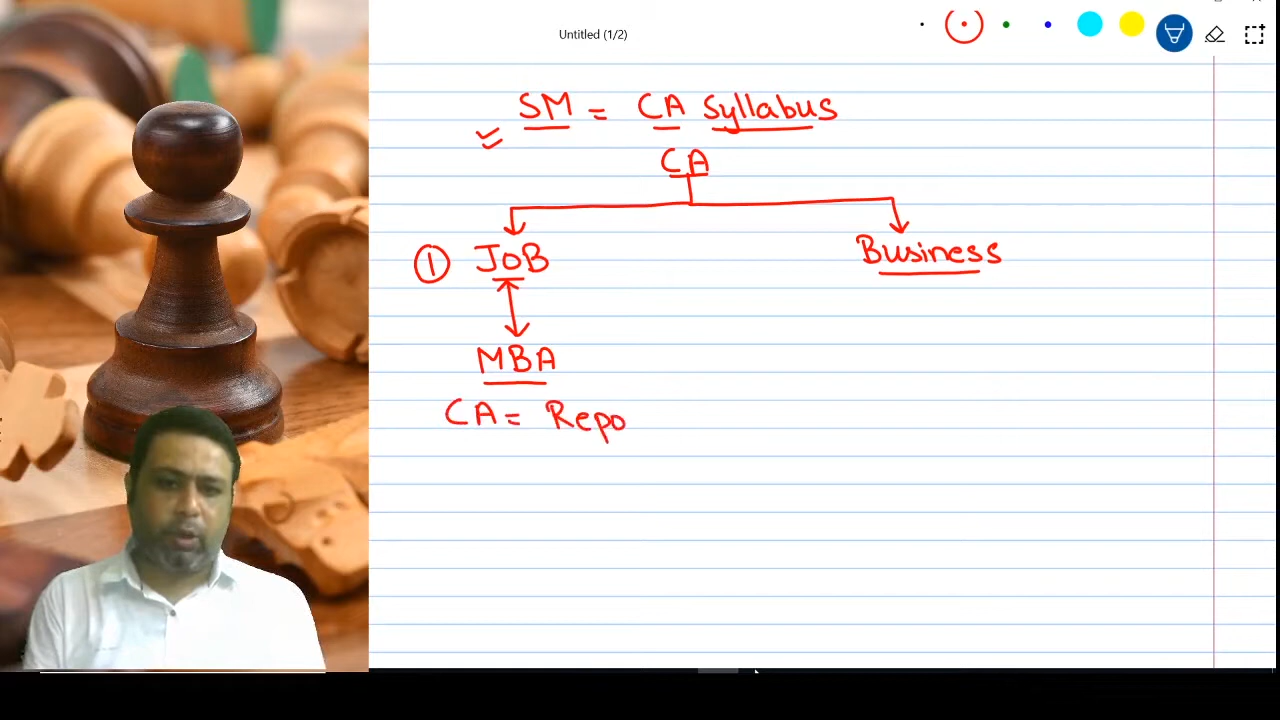 Untitled (1/2)
SM = CA Syllabus
CA
① JOB
Business
MBA
CA = Repo